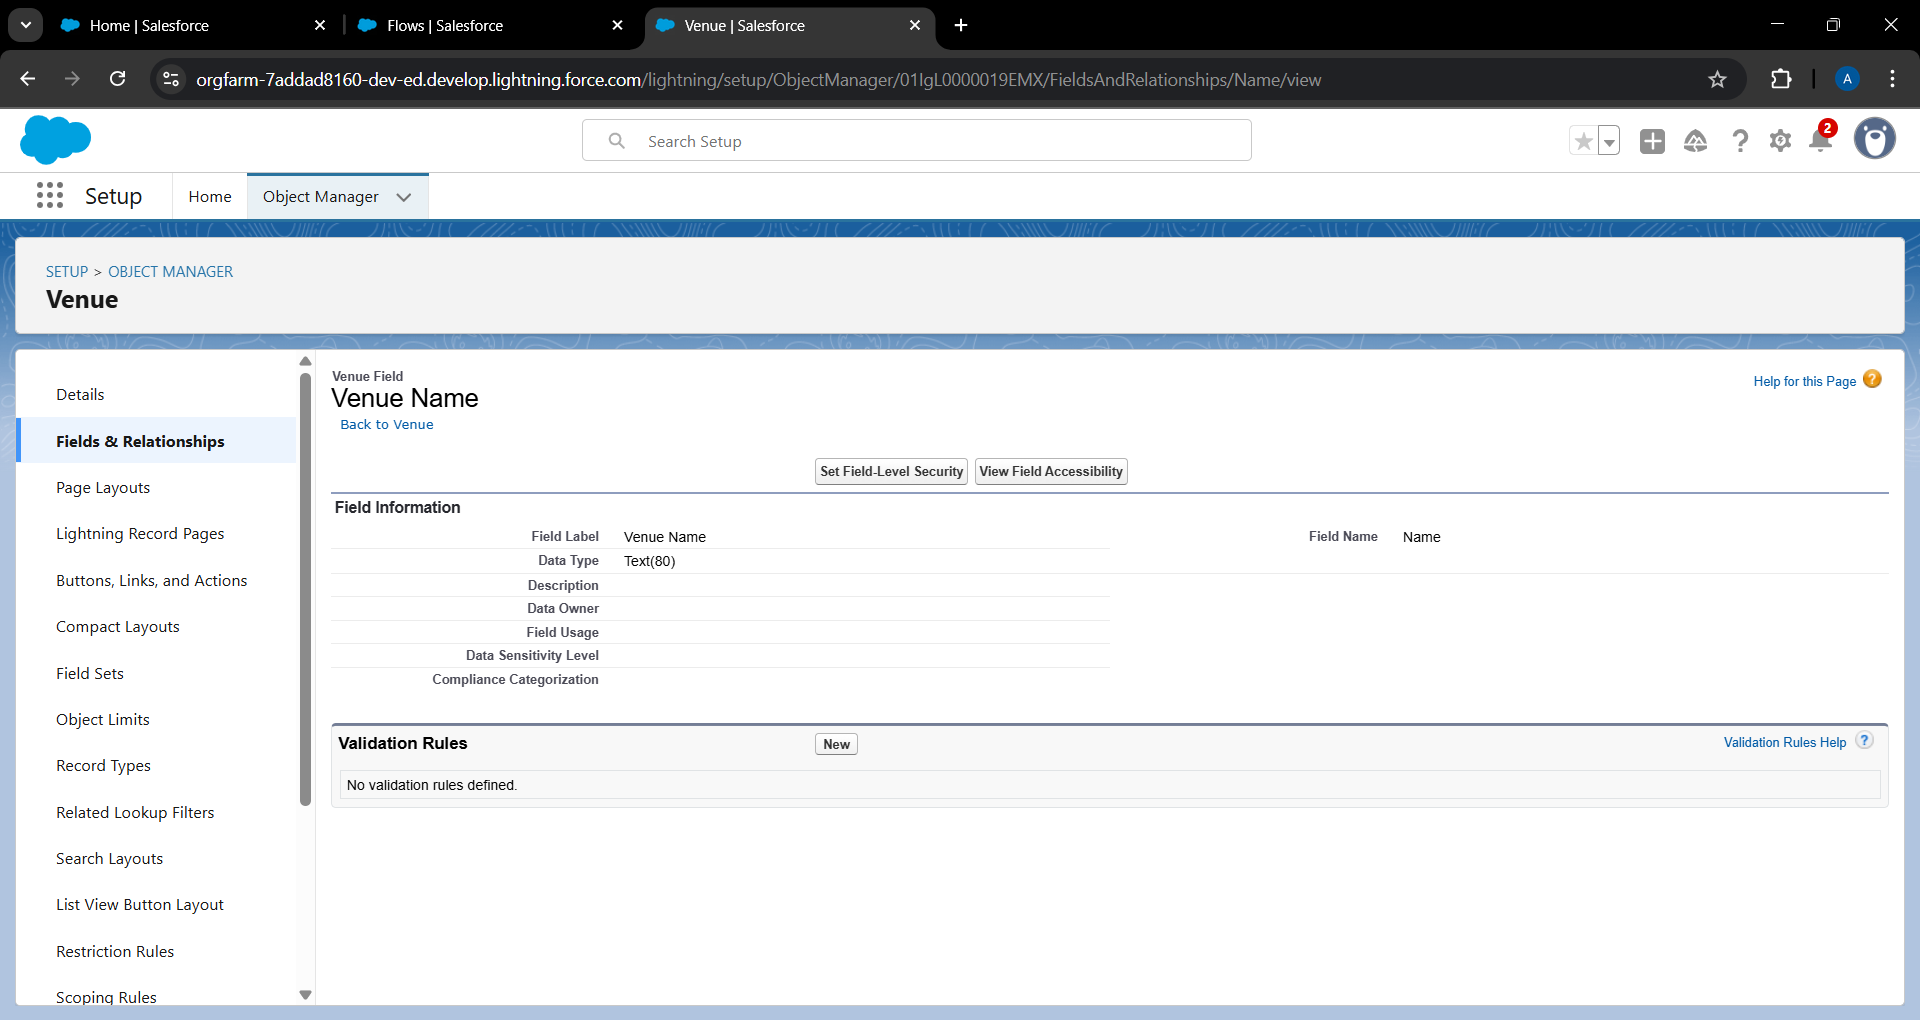 Home | Salesforce
Flows | Salesforce
Venue | Salesforce
orgfarm-7addad8160-dev-ed.develop.lightning.force.com/lightning/setup/ObjectManager/01IgL0000019EMX/FieldsAndRelationships/Name/view
A
Search Setup
2
Setup
Home
Object Manager
SETUP > OBJECT MANAGER
Venue
Details
Fields & Relationships
Page Layouts
Lightning Record Pages
Buttons, Links, and Actions
Compact Layouts
Field Sets
Object Limits
Record Types
Related Lookup Filters
Search Layouts
List View Button Layout
Restriction Rules
Scoping Rules
Venue Field
Venue Name
Back to Venue
Help for this Page ?
Set Field-Level Security
View Field Accessibility
Field Information
Field Label Venue Name
Field Name Name
Data Type Text(80)
Description
Data Owner
Field Usage
Data Sensitivity Level
Compliance Categorization
Validation Rules
New
Validation Rules Help ?
No validation rules defined.